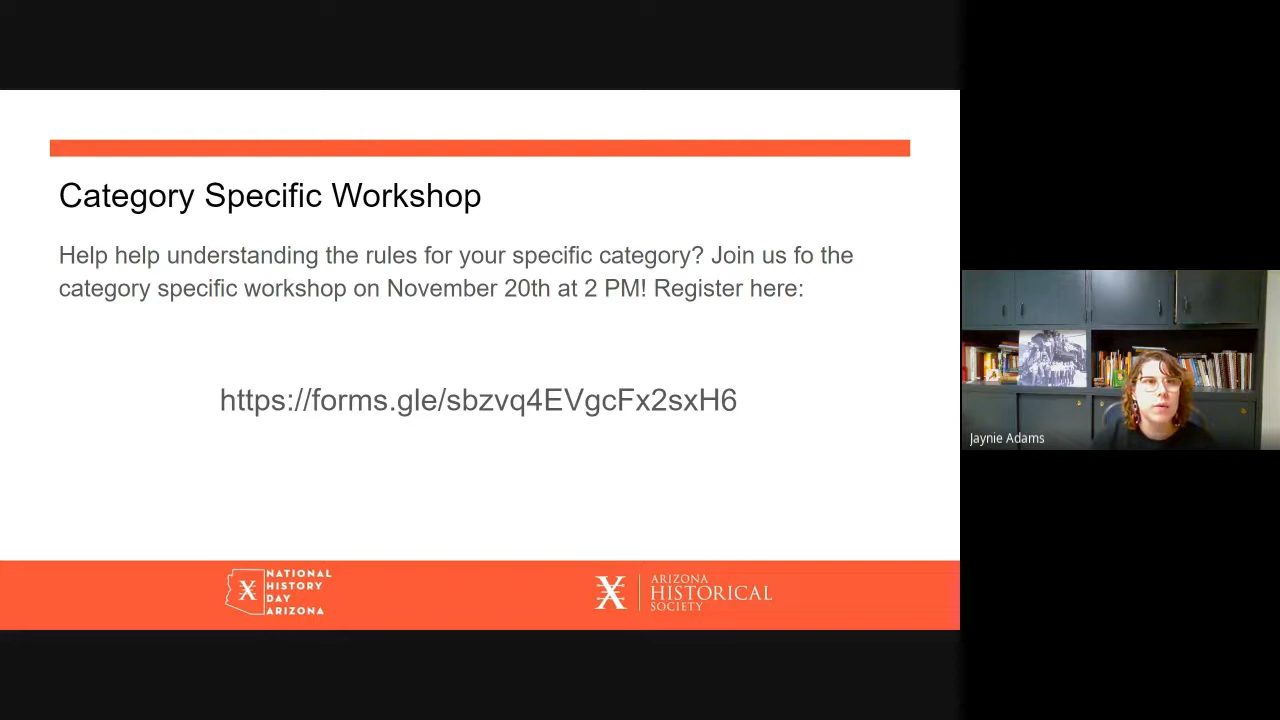 Category Specific Workshop
Help help understanding the rules for your specific category? Join us fo the
category specific workshop on November 20th at 2 PM! Register here:
https://forms.gle/sbzvq4EVgcFx2sxH6
Jaynie Adams
NATIONAL
HISTORY
DAY
ARIZONA
ARIZONA
HISTORICAL
SOCIETY